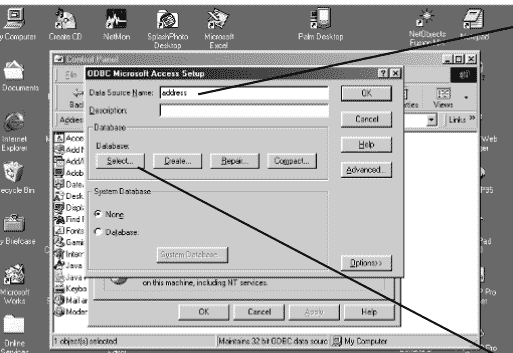 y Computer
Create CD
NetMon
SplashPhoto
Desktop
Microsoft
Excel
Palm Desktop
NetObjects
Control Panel
ODBC Microsoft Access Setup
Data Source Name: address
OK
Description:
Cancel
Database
Help
Database:
Select...
Create...
Repair...
Compact...
Advanced...
System Database
None
Database:
System Database...
Options>>
on this machine, including NT services.
OK
Cancel
Apply
Help
1 object(s) selected
Maintains 32 bit ODBC data sourc
My Computer
Documents
Internet
Explorer
ecycle Bin
y Briefcase
Microsoft
Works
Online
Services
File
Back
Address
Views
Links »